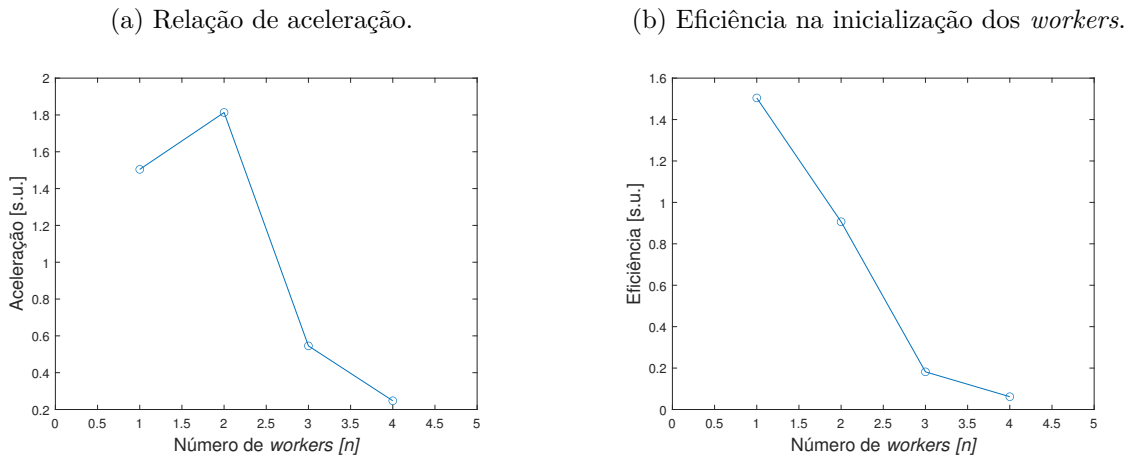 (a) Relação de aceleração.
2
1.8
1.6
1.4
1.2
1
0.8
0.6
0.4
0.2
Aceleração [s.u.]
0 0.5 1 1.5 2 2.5 3 3.5 4 4.5 5
Número de workers [n]
(b) Eficiência na inicialização dos workers.
1.6
1.4
1.2
1
0.8
0.6
0.4
0.2
0
Eficiência [s.u.]
0 0.5 1 1.5 2 2.5 3 3.5 4 4.5 5
Número de workers [n]